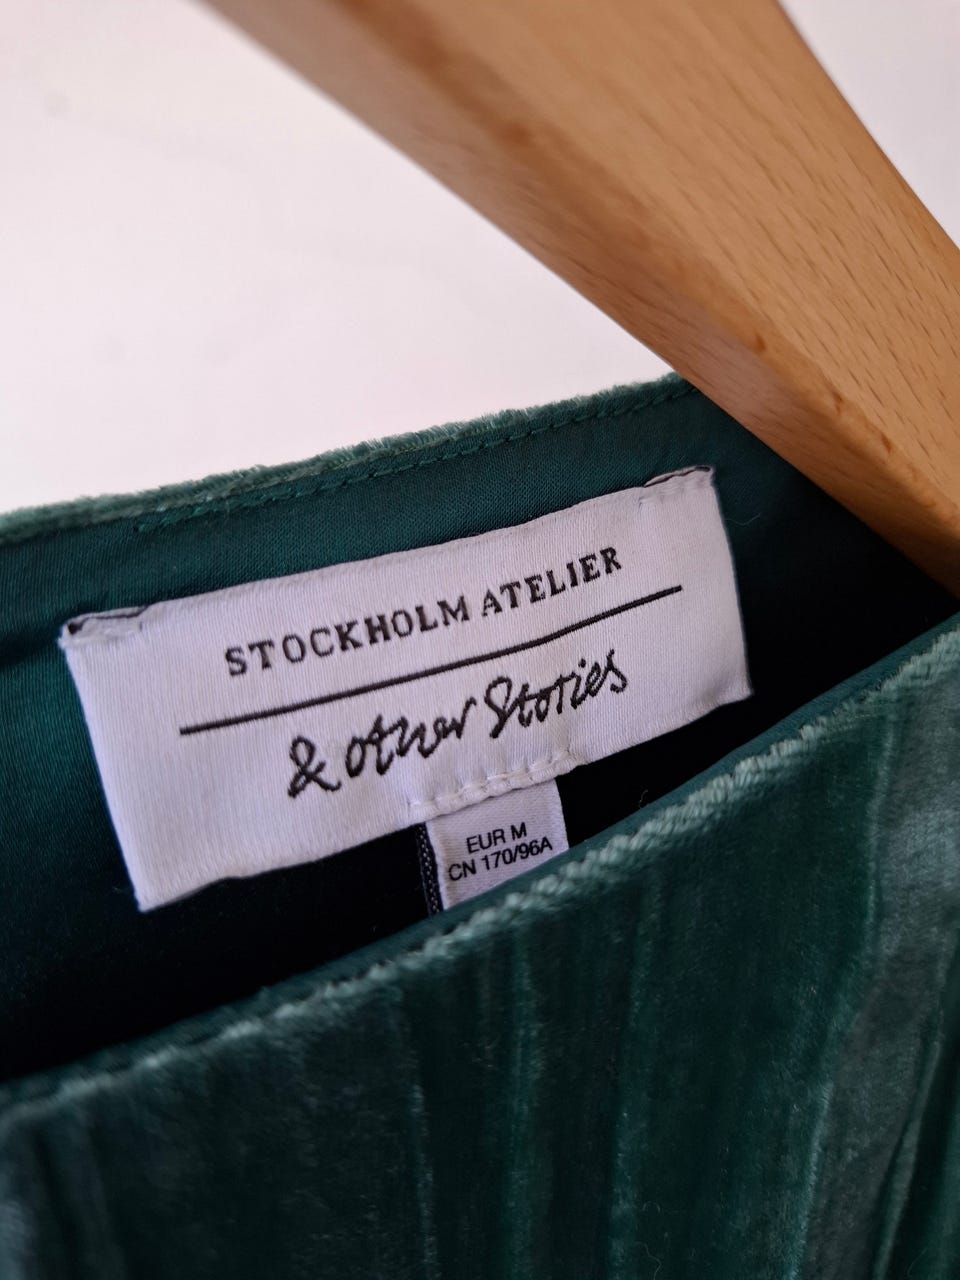 STOCKHOLM ATELIER
& other Stories
EUR M
CN 170/96A